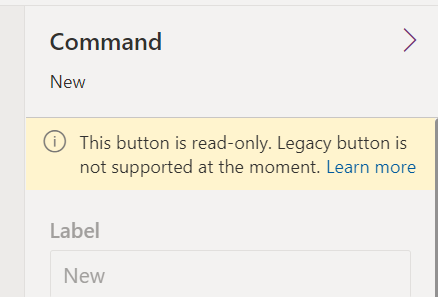 Command
New
This button is read-only. Legacy button is
not supported at the moment. Learn more
Label
New